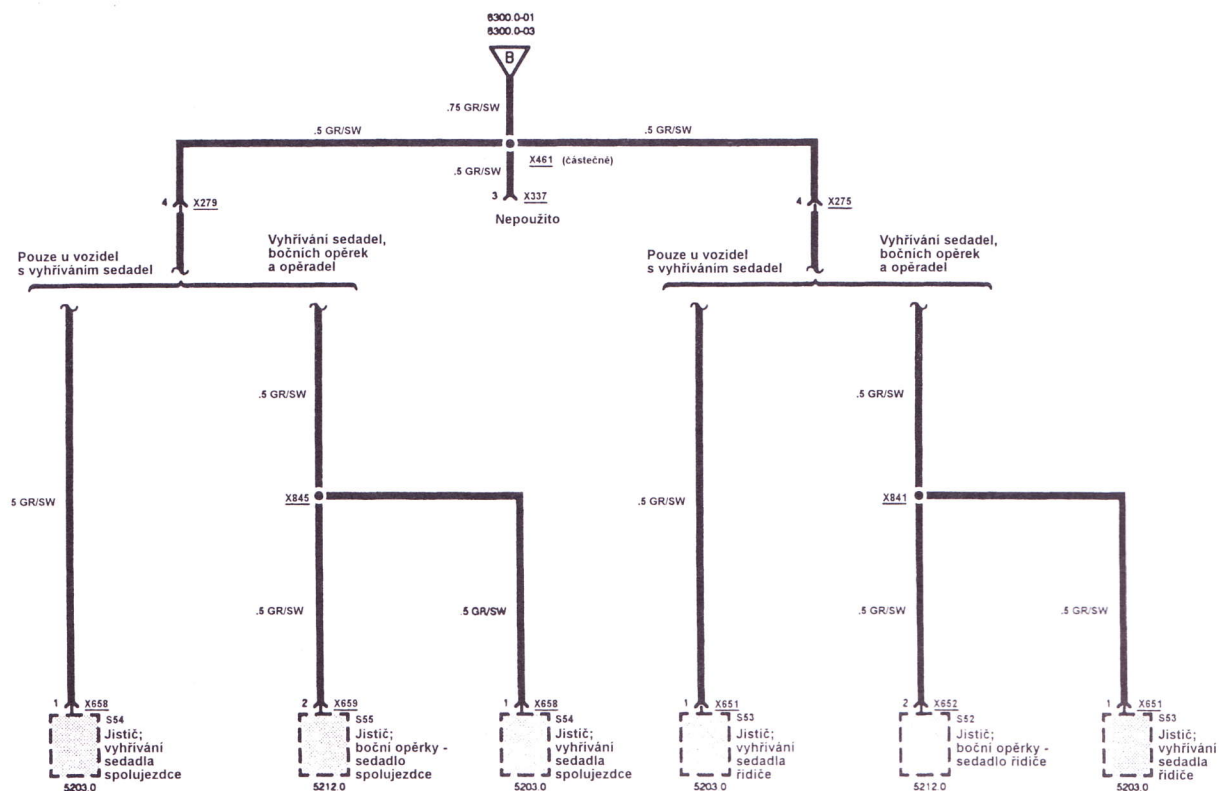 6300.0-01
6300.0-03
B
.75 GR/SW
.5 GR/SW
.5 GR/SW
X461 (částečné)
.5 GR/SW
4 X279
3 X337
4 X275
Nepoužito
Pouze u vozidel
s vyhříváním sedadel
Vyhřívání sedadel,
bočních opěrek
a opěradel
Pouze u vozidel
s vyhříváním sedadel
Vyhřívání sedadel,
bočních opěrek
a opěradel
.5 GR/SW
.5 GR/SW
5 GR/SW
X845
.5 GR/SW
X841
.5 GR/SW
.5 GR/SW
.5 GR/SW
.5 GR/SW
1 X658
S54
Jistič;
vyhřívání
sedadla
spolujezdce
5203.0
2 X659
S55
Jistič;
boční opěrky -
sedadlo
spolujezdce
5212.0
1 X658
S54
Jistič;
vyhřívání
sedadla
spolujezdce
5203.0
1 X651
S53
Jistič;
vyhřívání
sedadla
řidiče
5203 0
2 X652
S52
Jistič;
boční opěrky -
sedadlo řidiče
5212.0
1 X651
S53
Jistič;
vyhřívání
sedadla
řidiče
5203.0